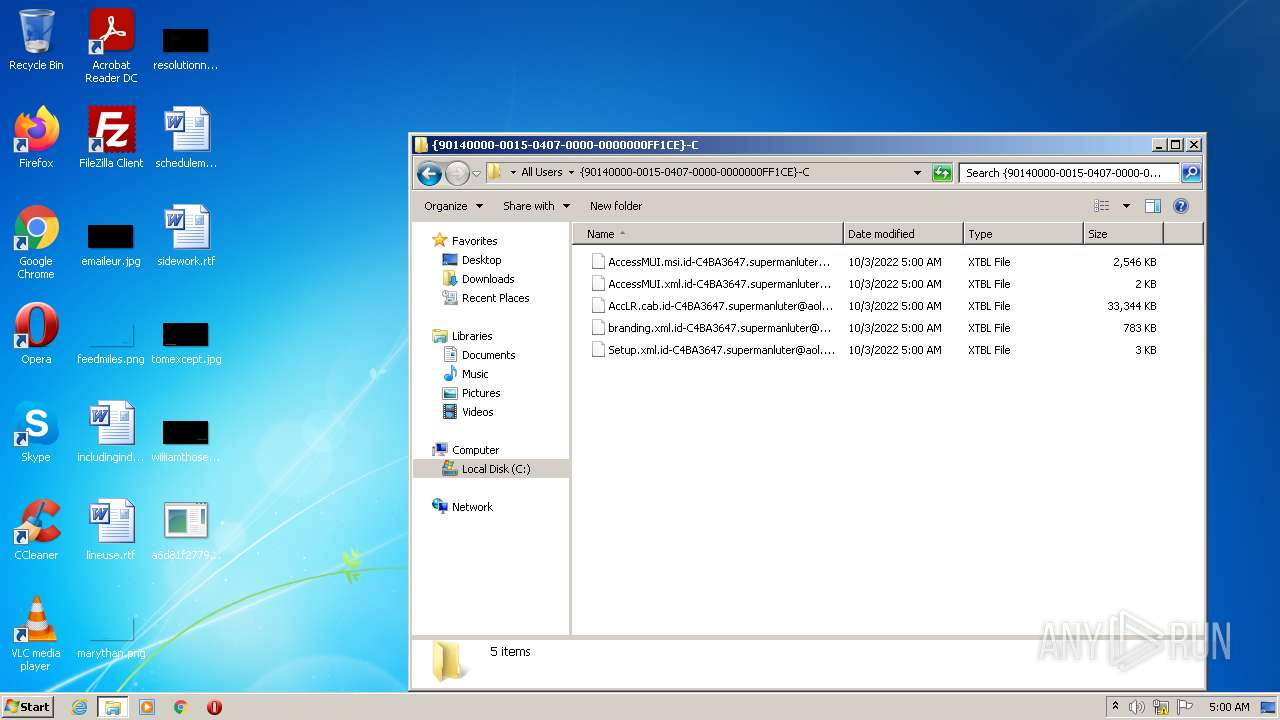 Recycle Bin
Acrobat
Reader DC
resolutionn...
Firefox
FileZilla Client
schedulem...
Google
Chrome
emaileur.jpg
sidework.rtf
Opera
feedmiles.png
tomexcept.jpg
Skype
includingind...
williamthose...
CCleaner
lineuse.rtf
a6d81f2779...
VLC media
player
marythan.png
{90140000-0015-0407-0000-0000000FF1CE}-C
All Users
{90140000-0015-0407-0000-0000000FF1CE}-C
Search {90140000-0015-0407-0000-0...
Organize
Share with
New folder
Favorites
Desktop
Downloads
Recent Places
Libraries
Documents
Music
Pictures
Videos
Computer
Local Disk (C:)
Network
Name Date modified Type Size
AccessMUI.msi.id-C4BA3647.supermanluter... 10/3/2022 5:00 AM XTBL File 2,546 KB
AccessMUI.xml.id-C4BA3647.supermanluter... 10/3/2022 5:00 AM XTBL File 2 KB
AccLR.cab.id-C4BA3647.supermanluter@aol... 10/3/2022 5:00 AM XTBL File 33,344 KB
branding.xml.id-C4BA3647.supermanluter@... 10/3/2022 5:00 AM XTBL File 783 KB
Setup.xml.id-C4BA3647.supermanluter@aol.... 10/3/2022 5:00 AM XTBL File 3 KB
5 items
ANY RUN
Start
5:00 AM